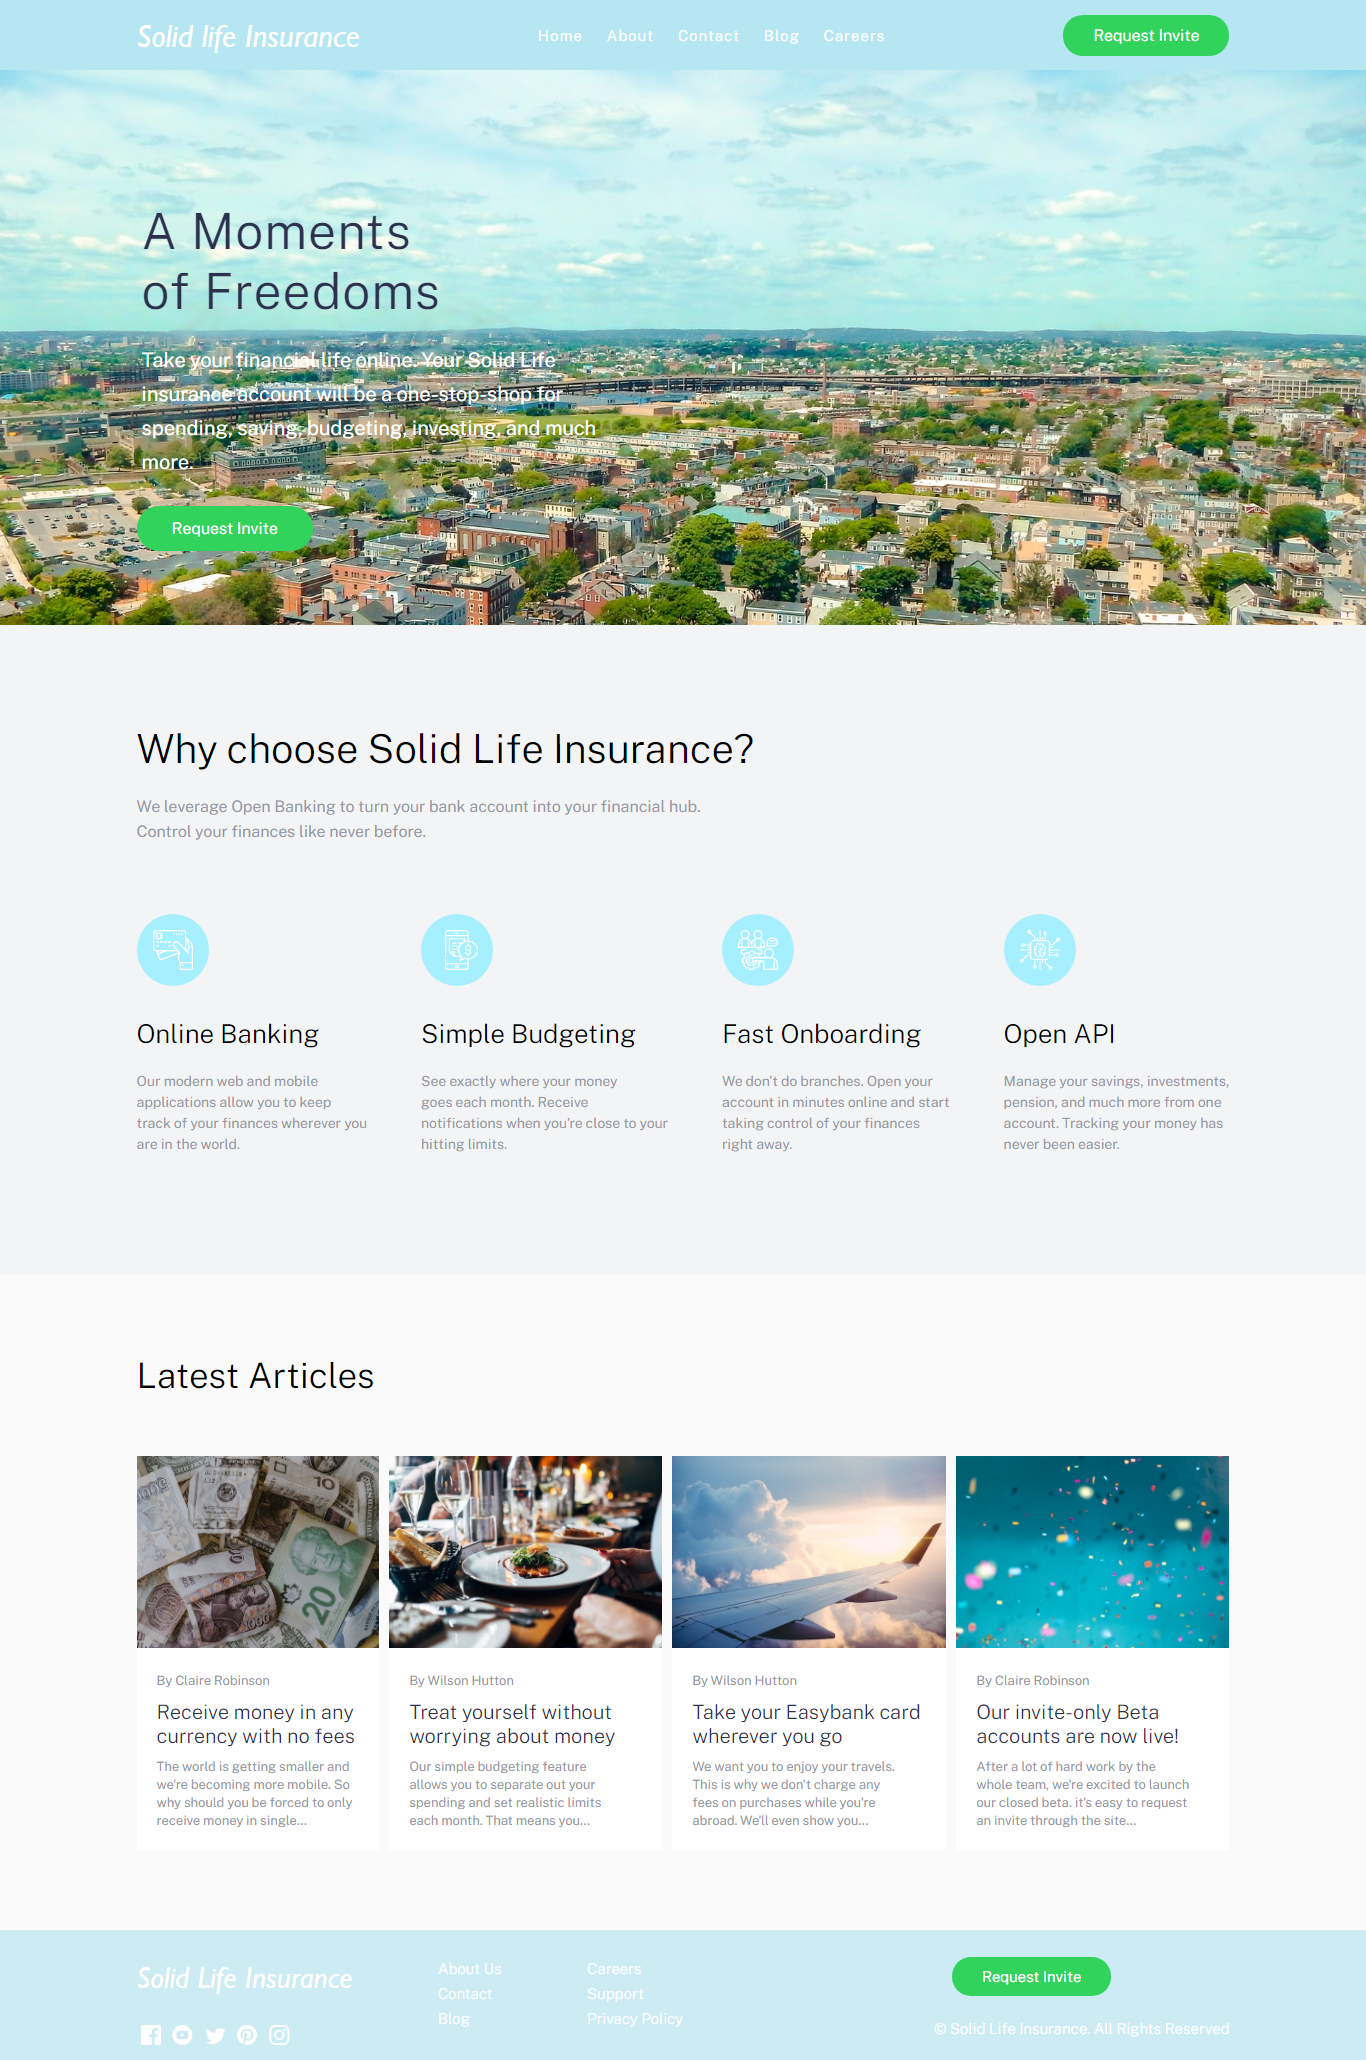 Solid life Insurance
Home About Contact Blog Careers
Request Invite
A Moments
of Freedoms
Take your financial life online. Your Solid Life
insurance account will be a one-stop-shop for
spending, saving, budgeting, investing, and much
more.
Request Invite
Why choose Solid Life Insurance?
We leverage Open Banking to turn your bank account into your financial hub.
Control your finances like never before.
Online Banking
Our modern web and mobile
applications allow you to keep
track of your finances wherever you
are in the world.
Simple Budgeting
See exactly where your money
goes each month. Receive
notifications when you're close to your
hitting limits.
Fast Onboarding
We don't do branches. Open your
account in minutes online and start
taking control of your finances
right away.
Open API
Manage your savings, investments,
pension, and much more from one
account. Tracking your money has
never been easier.
Latest Articles
By Claire Robinson
Receive money in any
currency with no fees
The world is getting smaller and
we're becoming more mobile. So
why should you be forced to only
receive money in single...
By Wilson Hutton
Treat yourself without
worrying about money
Our simple budgeting feature
allows you to separate out your
spending and set realistic limits
each month. That means you...
By Wilson Hutton
Take your Easybank card
wherever you go
We want you to enjoy your travels.
This is why we don't charge any
fees on purchases while you're
abroad. We'll even show you...
By Claire Robinson
Our invite-only Beta
accounts are now live!
After a lot of hard work by the
whole team, we're excited to launch
our closed beta. it's easy to request
an invite through the site...
Solid Life Insurance
About Us
Contact
Blog
Careers
Support
Privacy Policy
Request Invite
© Solid Life Insurance. All Rights Reserved